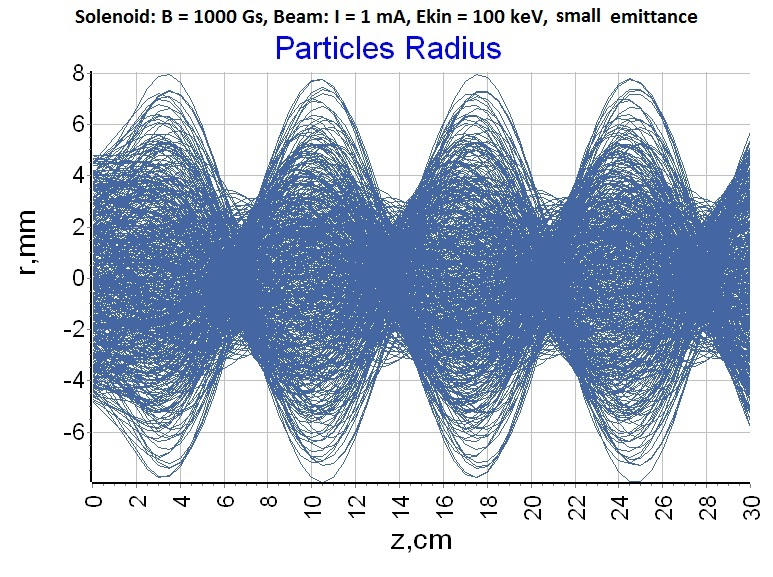 Solenoid: B = 1000 Gs, Beam: I = 1 mA, Ekin = 100 keV, small emittance
Particles Radius
8
6
4
2
0
-2
-4
-6
r,mm
0 2 4 6 8 10 12 14 16 18 20 22 24 26 28 30
z,cm